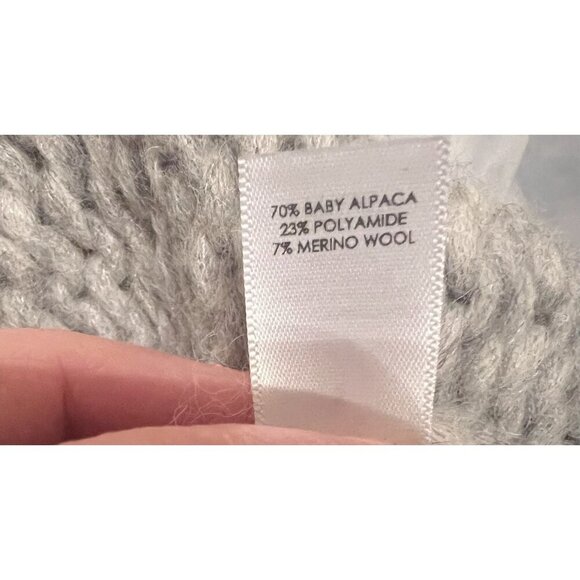 70% BABY ALPACA
23% POLYAMIDE
7% MERINO WOOL